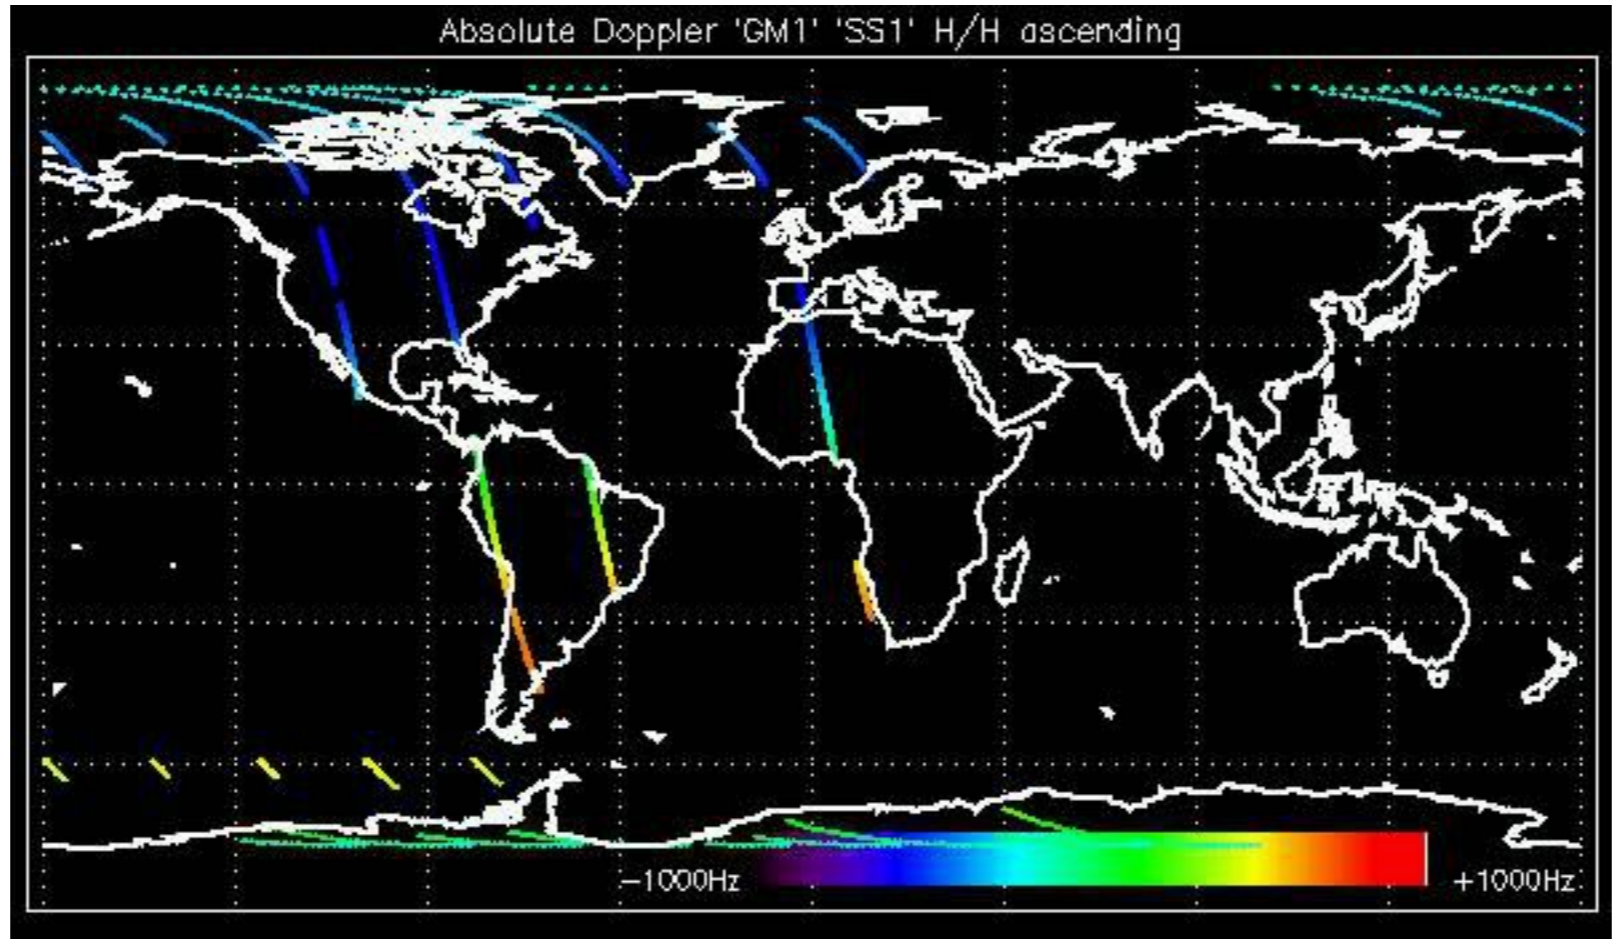 Absolute Doppler 'GM1' 'SS1' H/H ascending
−1000Hz
+1000Hz